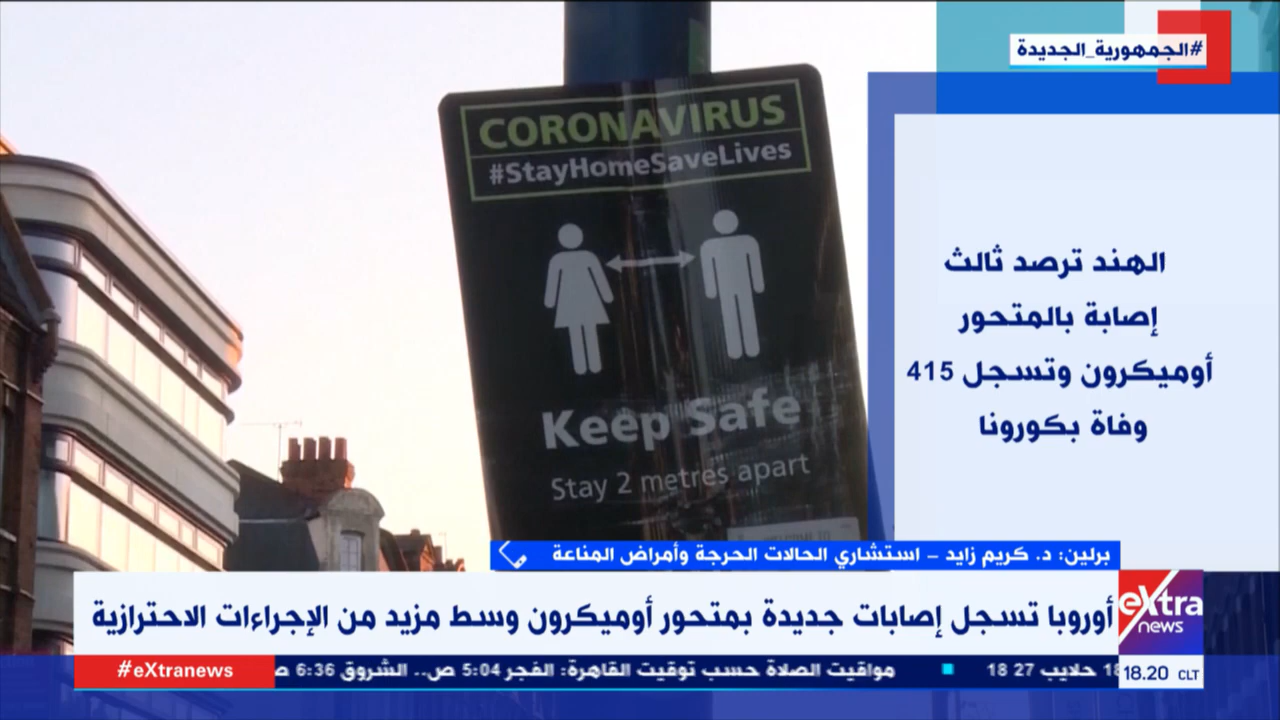 #الجمهورية_الجديدة
CORONAVIRUS
#StayHomeSaveLives
Keep Safe
Stay 2 metres apart
الهند ترصد ثالث
إصابة بالمتحور
أوميكرون وتسجل 415
وفاة بكورونا
برلين: د. كريم زايد – استشاري الحالات الحرجة وأمراض المناعة
أوروبا تسجل إصابات جديدة بمتحور أوميكرون وسط مزيد من الإجراءات الاحترازية
eXtra
news
#eXtranews
18 حلايب 27 18 مواقيت الصلاة حسب توقيت القاهرة: الفجر 5:04 ص.. الشروق 6:36 ص
18.20 CLT